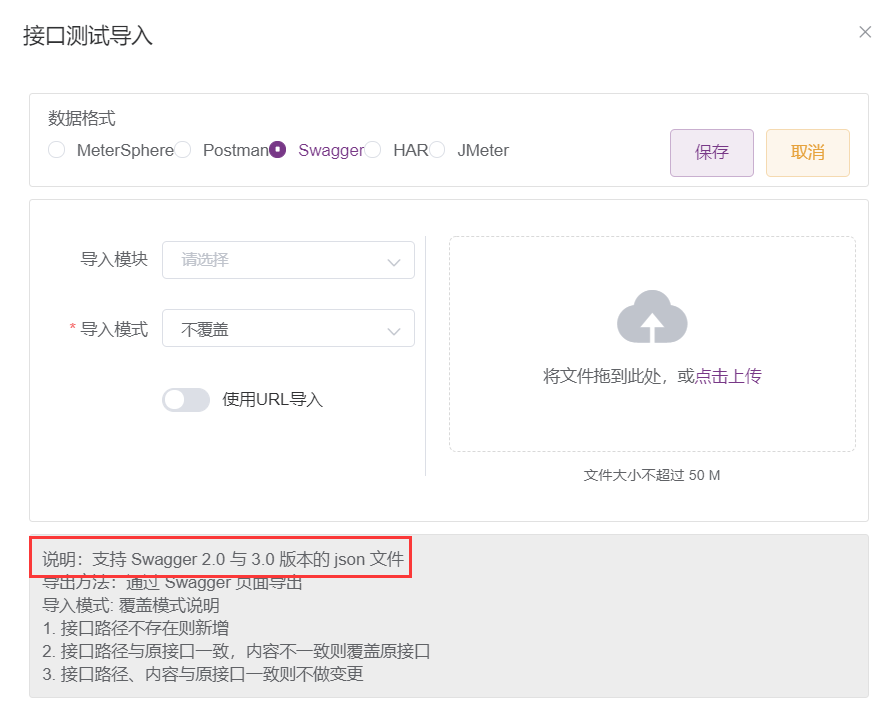 接口测试导入
数据格式
MeterSphere Postman Swagger HAR JMeter
保存 取消
导入模块 请选择
* 导入模式 不覆盖
使用URL导入
将文件拖到此处，或点击上传
文件大小不超过 50 M
说明：支持 Swagger 2.0 与 3.0 版本的 json 文件
导出方法：通过 Swagger 页面导出
导入模式: 覆盖模式说明
1. 接口路径不存在则新增
2. 接口路径与原接口一致，内容不一致则覆盖原接口
3. 接口路径、内容与原接口一致则不做变更